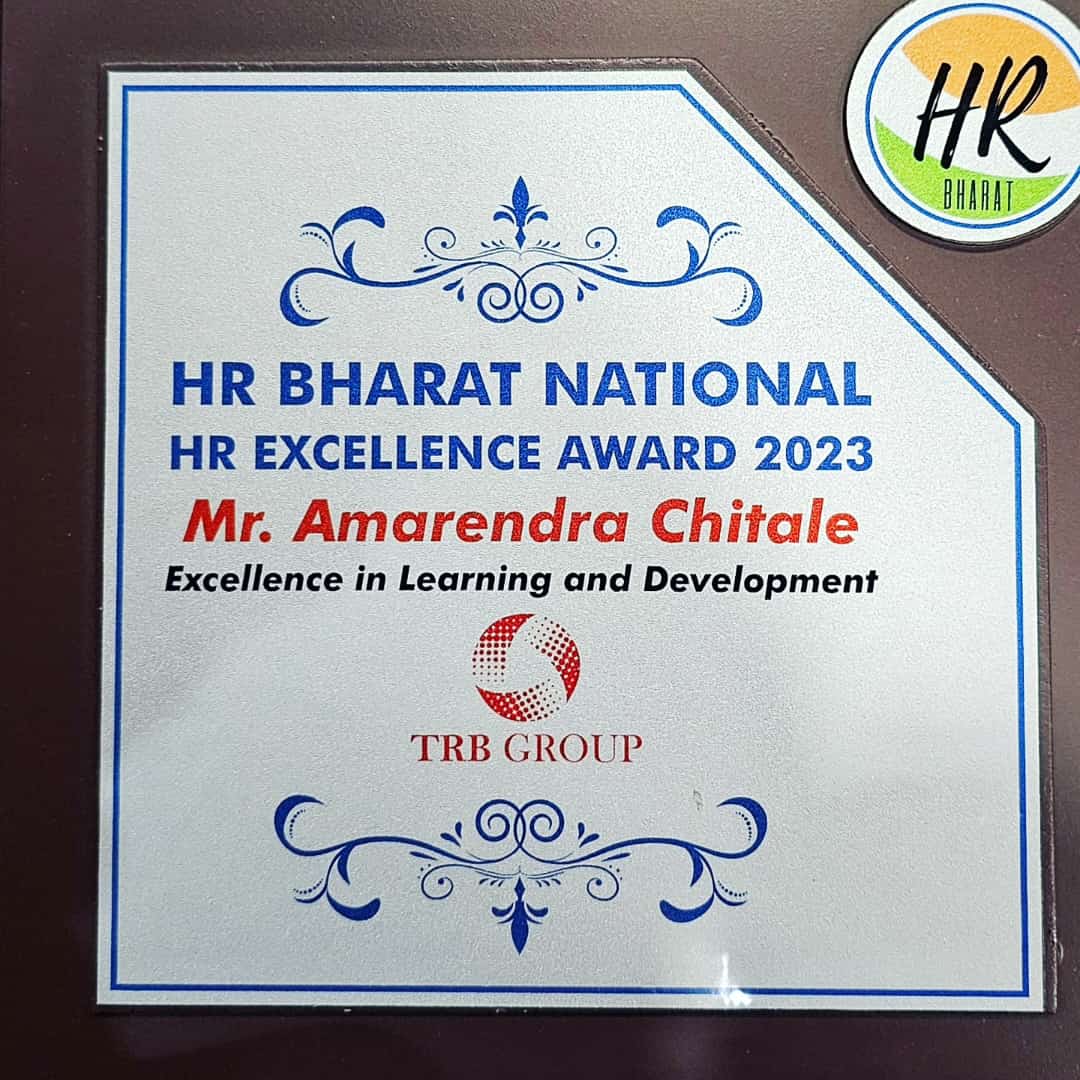 HR
BHARAT
HR BHARAT NATIONAL
HR EXCELLENCE AWARD 2023
Mr. Amarendra Chitale
Excellence in Learning and Development
TRB GROUP